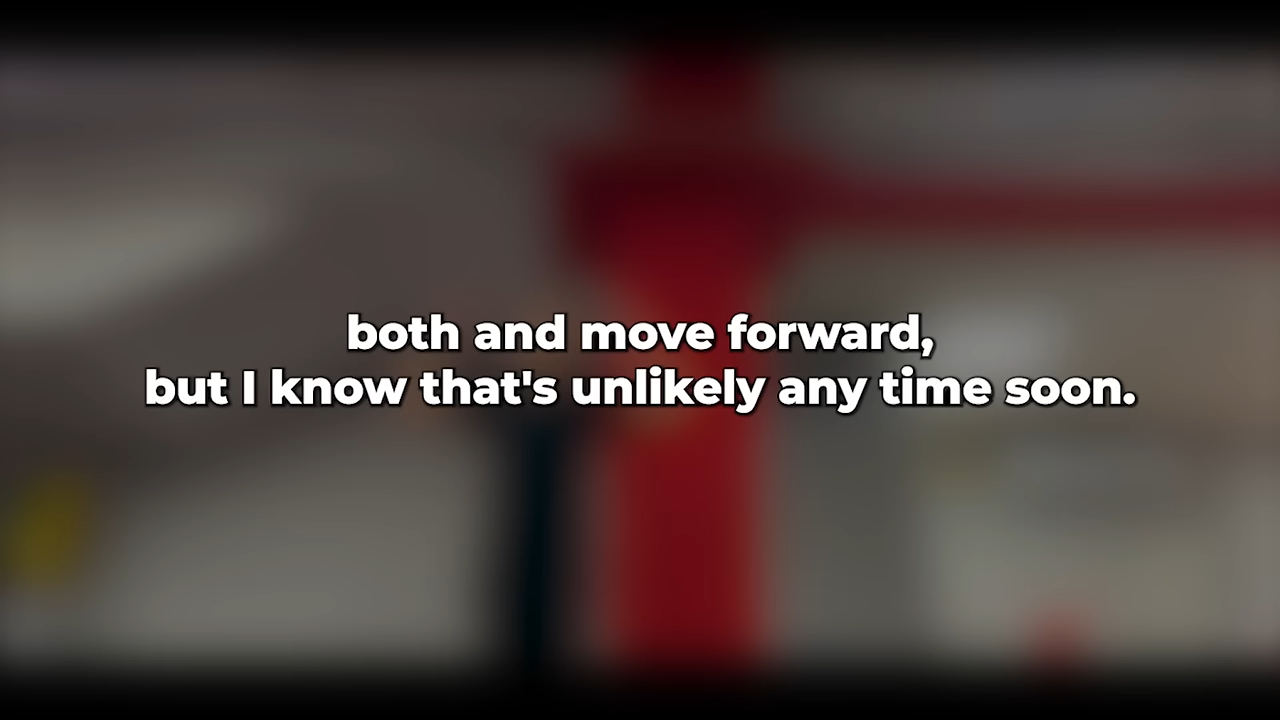 both and move forward,
but I know that's unlikely any time soon.